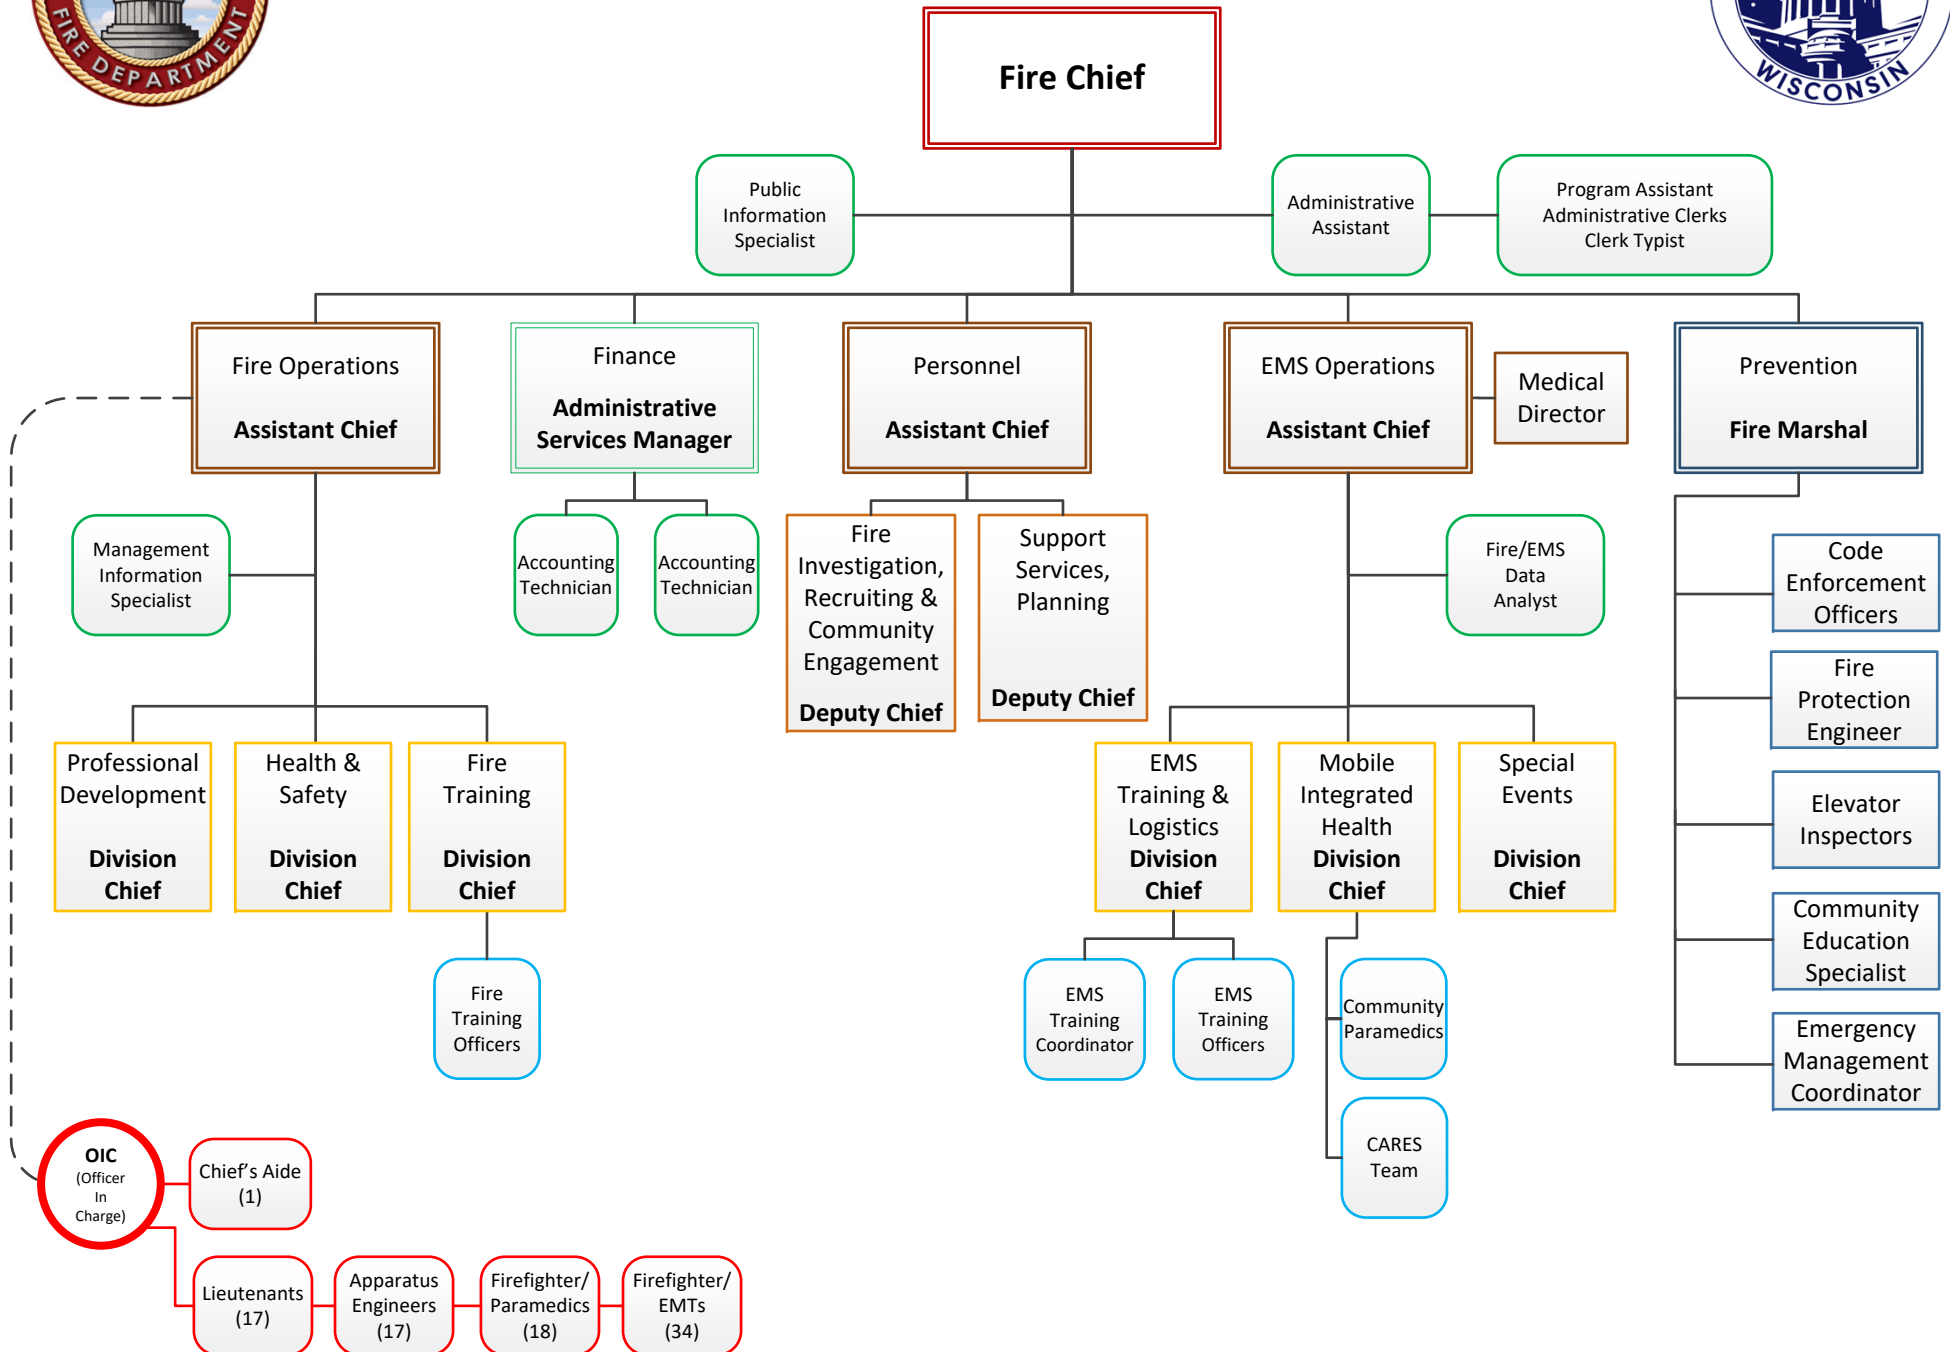 FIRE DEPARTMENT
WISCONSIN
Fire Chief
Public
Information
Specialist
Administrative
Assistant
Program Assistant
Administrative Clerks
Clerk Typist
Fire Operations
Assistant Chief
Finance
Administrative
Services Manager
Personnel
Assistant Chief
EMS Operations
Assistant Chief
Medical
Director
Prevention
Fire Marshal
Management
Information
Specialist
Accounting
Technician
Accounting
Technician
Fire
Investigation,
Recruiting &
Community
Engagement
Deputy Chief
Support
Services,
Planning
Deputy Chief
Fire/EMS
Data
Analyst
Code
Enforcement
Officers
Fire
Protection
Engineer
Elevator
Inspectors
Community
Education
Specialist
Emergency
Management
Coordinator
Professional
Development
Division
Chief
Health &
Safety
Division
Chief
Fire
Training
Division
Chief
EMS
Training &
Logistics
Division
Chief
Mobile
Integrated
Health
Division
Chief
Special
Events
Division
Chief
Fire
Training
Officers
EMS
Training
Coordinator
EMS
Training
Officers
Community
Paramedics
CARES
Team
OIC
(Officer
In
Charge)
Chief's Aide
(1)
Lieutenants
(17)
Apparatus
Engineers
(17)
Firefighter/
Paramedics
(18)
Firefighter/
EMTs
(34)